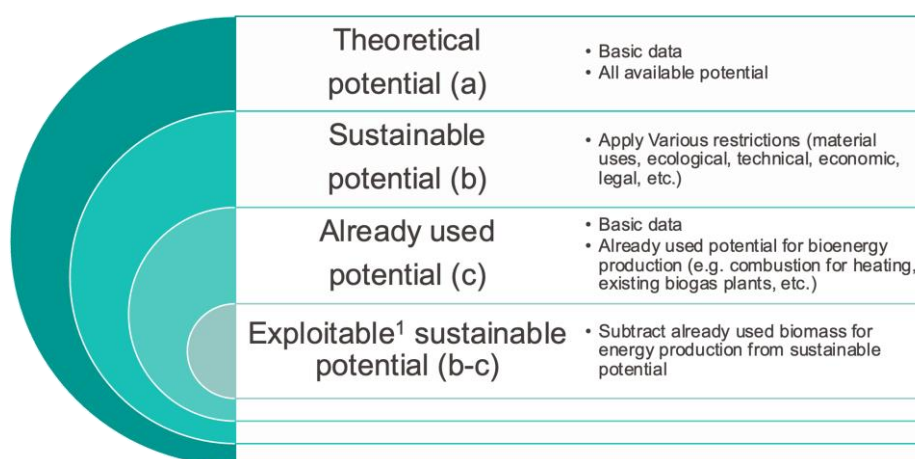 Theoretical
potential (a)
• Basic data
• All available potential
Sustainable
potential (b)
• Apply Various restrictions (material
uses, ecological, technical, economic,
legal, etc.)
Already used
potential (c)
• Basic data
• Already used potential for bioenergy
production (e.g. combustion for heating,
existing biogas plants, etc.)
Exploitable¹ sustainable
potential (b-c)
• Subtract already used biomass for
energy production from sustainable
potential